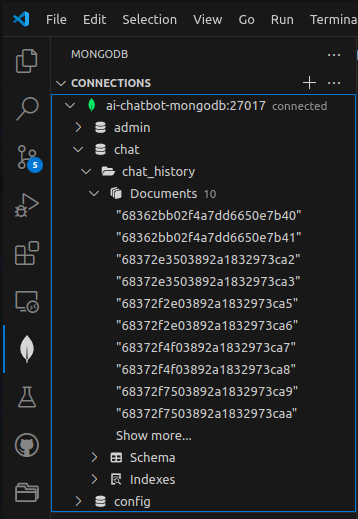 File Edit Selection View Go Run Termina
MONGODB
CONNECTIONS
ai-chatbot-mongodb:27017 connected
admin
chat
chat_history
Documents 10
"68362bb02f4a7dd6650e7b40"
"68362bb02f4a7dd6650e7b41"
"68372e3503892a1832973ca2"
"68372e3503892a1832973ca3"
"68372f2e03892a1832973ca5"
"68372f2e03892a1832973ca6"
"68372f4f03892a1832973ca7"
"68372f4f03892a1832973ca8"
"68372f7503892a1832973ca9"
"68372f7503892a1832973caa"
Show more...
Schema
Indexes
config
5